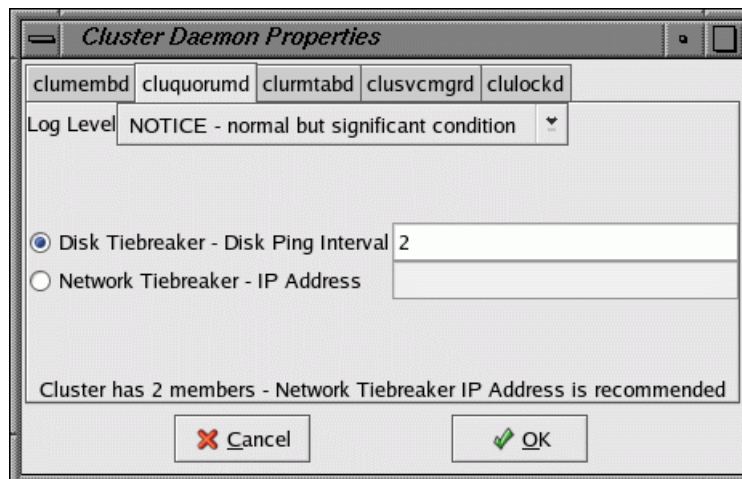 Cluster Daemon Properties
clumembd cluquorumd clurmtabd clusvcmgrd clulockd
Log Level NOTICE - normal but significant condition
Disk Tiebreaker - Disk Ping Interval 2
Network Tiebreaker - IP Address
Cluster has 2 members - Network Tiebreaker IP Address is recommended
Cancel OK